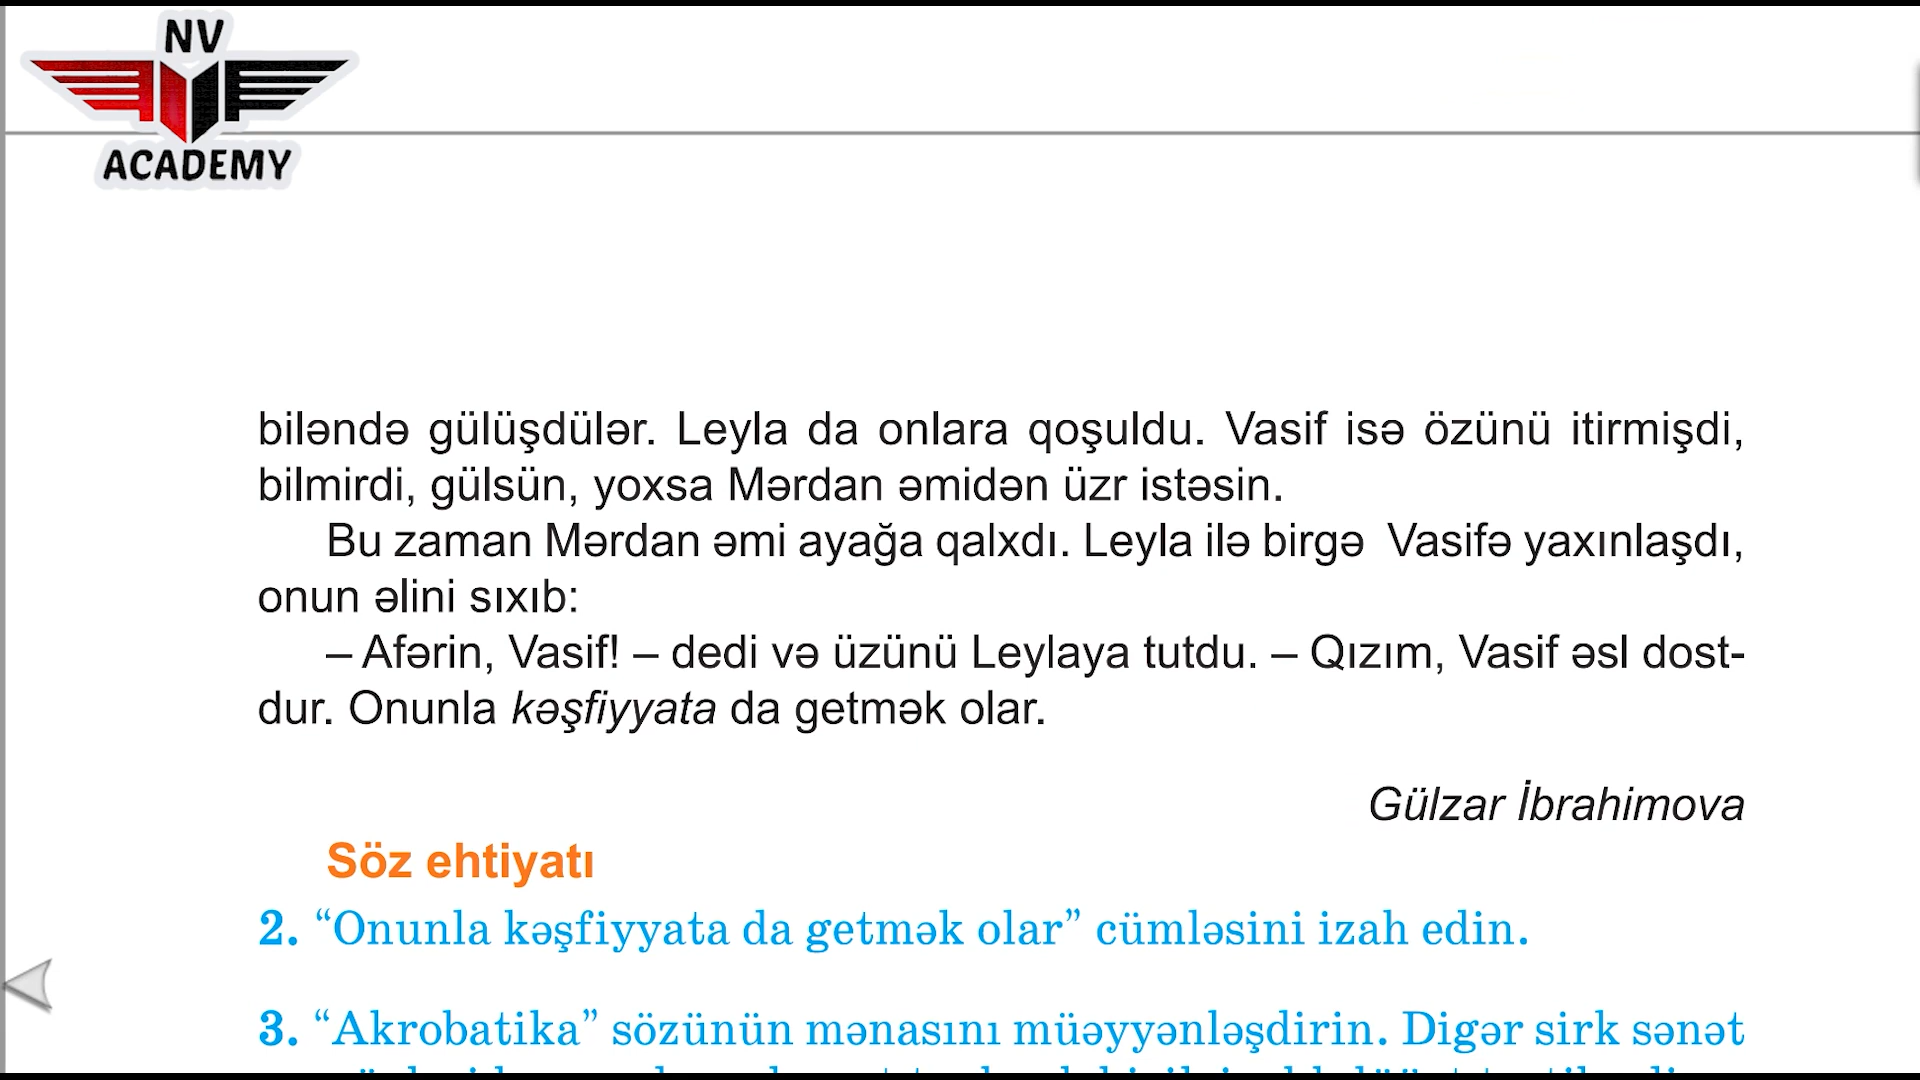 NV
ACADEMY
biləndə gülüşdülər. Leyla da onlara qoşuldu. Vasif isə özünü itirmişdi,
bilmirdi, gülsün, yoxsa Mərdan əmidən üzr istəsin.
Bu zaman Mərdan əmi ayağa qalxdı. Leyla ilə birgə Vasifə yaxınlaşdı,
onun əlini sıxıb:
– Afərin, Vasif! – dedi və üzünü Leylaya tutdu. – Qızım, Vasif əsl dost-
dur. Onunla kəşfiyyata da getmək olar.
Gülzar İbrahimova
Söz ehtiyatı
2. “Onunla kəşfiyyata da getmək olar” cümləsini izah edin.
3. “Akrobatika” sözünün mənasını müəyyənləşdirin. Digər sirk sənət